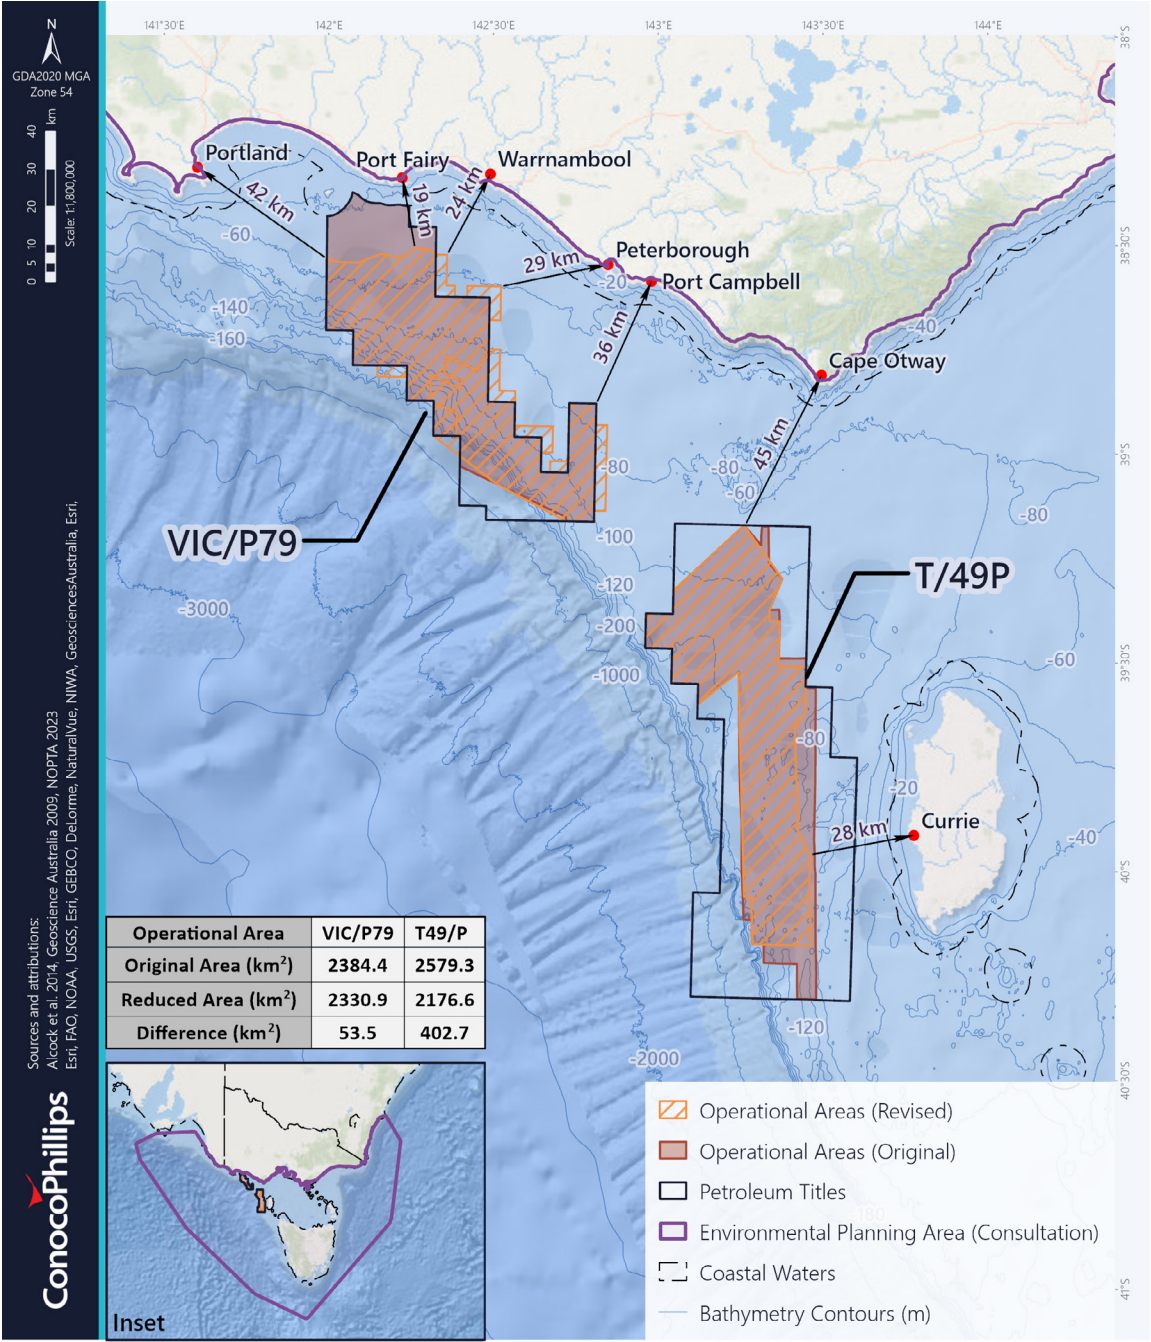 141°30'E
142°E
142°30'E
143°E
143°30'E
144°E
N
GDA2020 MGA
Zone 54
0 5 10 20 30 40 km
Scale: 1:1,800,000
38°S
38°30'S
39°S
39°30'S
40°S
40°30'S
41°S
Portland
Port Fairy
Warrnambool
42 km
19 km
24 km
Peterborough
29 km
-20
Port Campbell
-60
-140
-160
36 km
-40
Cape Otway
45 km
-80
-80
-60
-80
VIC/P79
-100
T/49P
-120
-3000
-200
-60
-1000
-80
-20
Currie
28 km
-40
-120
-2000
Operational Area VIC/P79 T49/P
Original Area (km²) 2384.4 2579.3
Reduced Area (km²) 2330.9 2176.6
Difference (km²) 53.5 402.7
Inset
Operational Areas (Revised)
Operational Areas (Original)
Petroleum Titles
-180
Environmental Planning Area (Consultation)
Coastal Waters
Bathymetry Contours (m)
Sources and attributions:
Alcock et al. 2014, Geoscience Australia 2009, NOPTA 2023
Esri, FAO, NOAA, USGS, Esri, GEBCO, DeLorme, NaturalVue, NIWA, GeosciencesAustralia, Esri,
ConocoPhillips